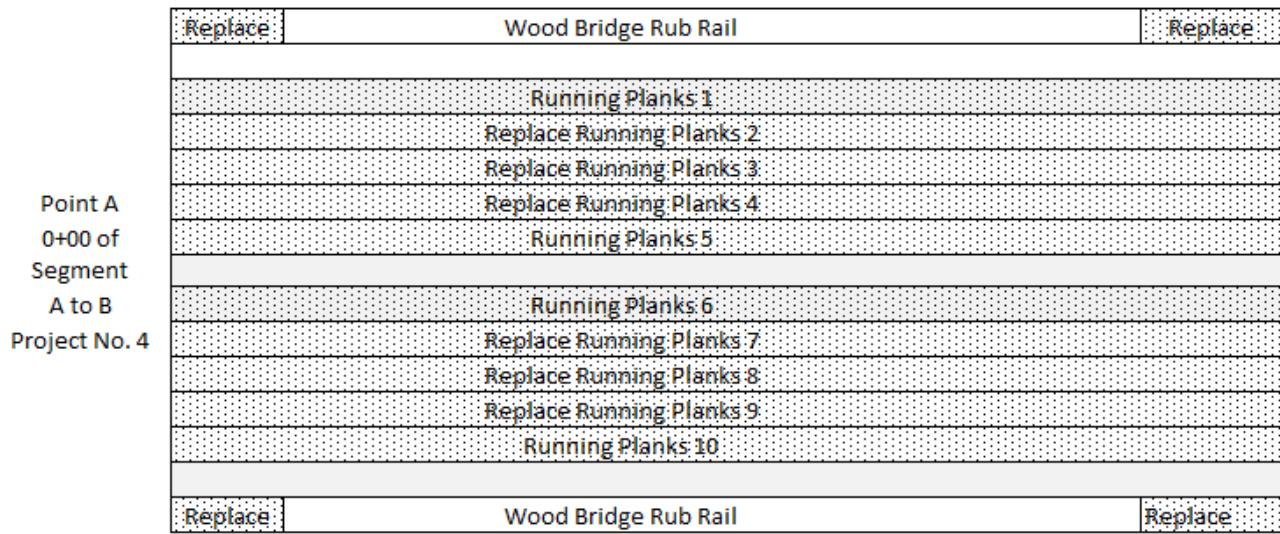 Replace Wood Bridge Rub Rail Replace
Running Planks 1
Replace Running Planks 2
Replace Running Planks 3
Point A Replace Running Planks 4
0+00 of Running Planks 5
Segment
A to B Running Planks 6
Project No. 4 Replace Running Planks 7
Replace Running Planks 8
Replace Running Planks 9
Running Planks 10
Replace Wood Bridge Rub Rail Replace